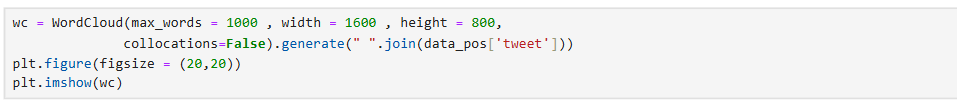 wc = WordCloud(max_words = 1000 , width = 1600 , height = 800,
               collocations=False).generate(" ".join(data_pos['tweet']))
plt.figure(figsize = (20,20))
plt.imshow(wc)